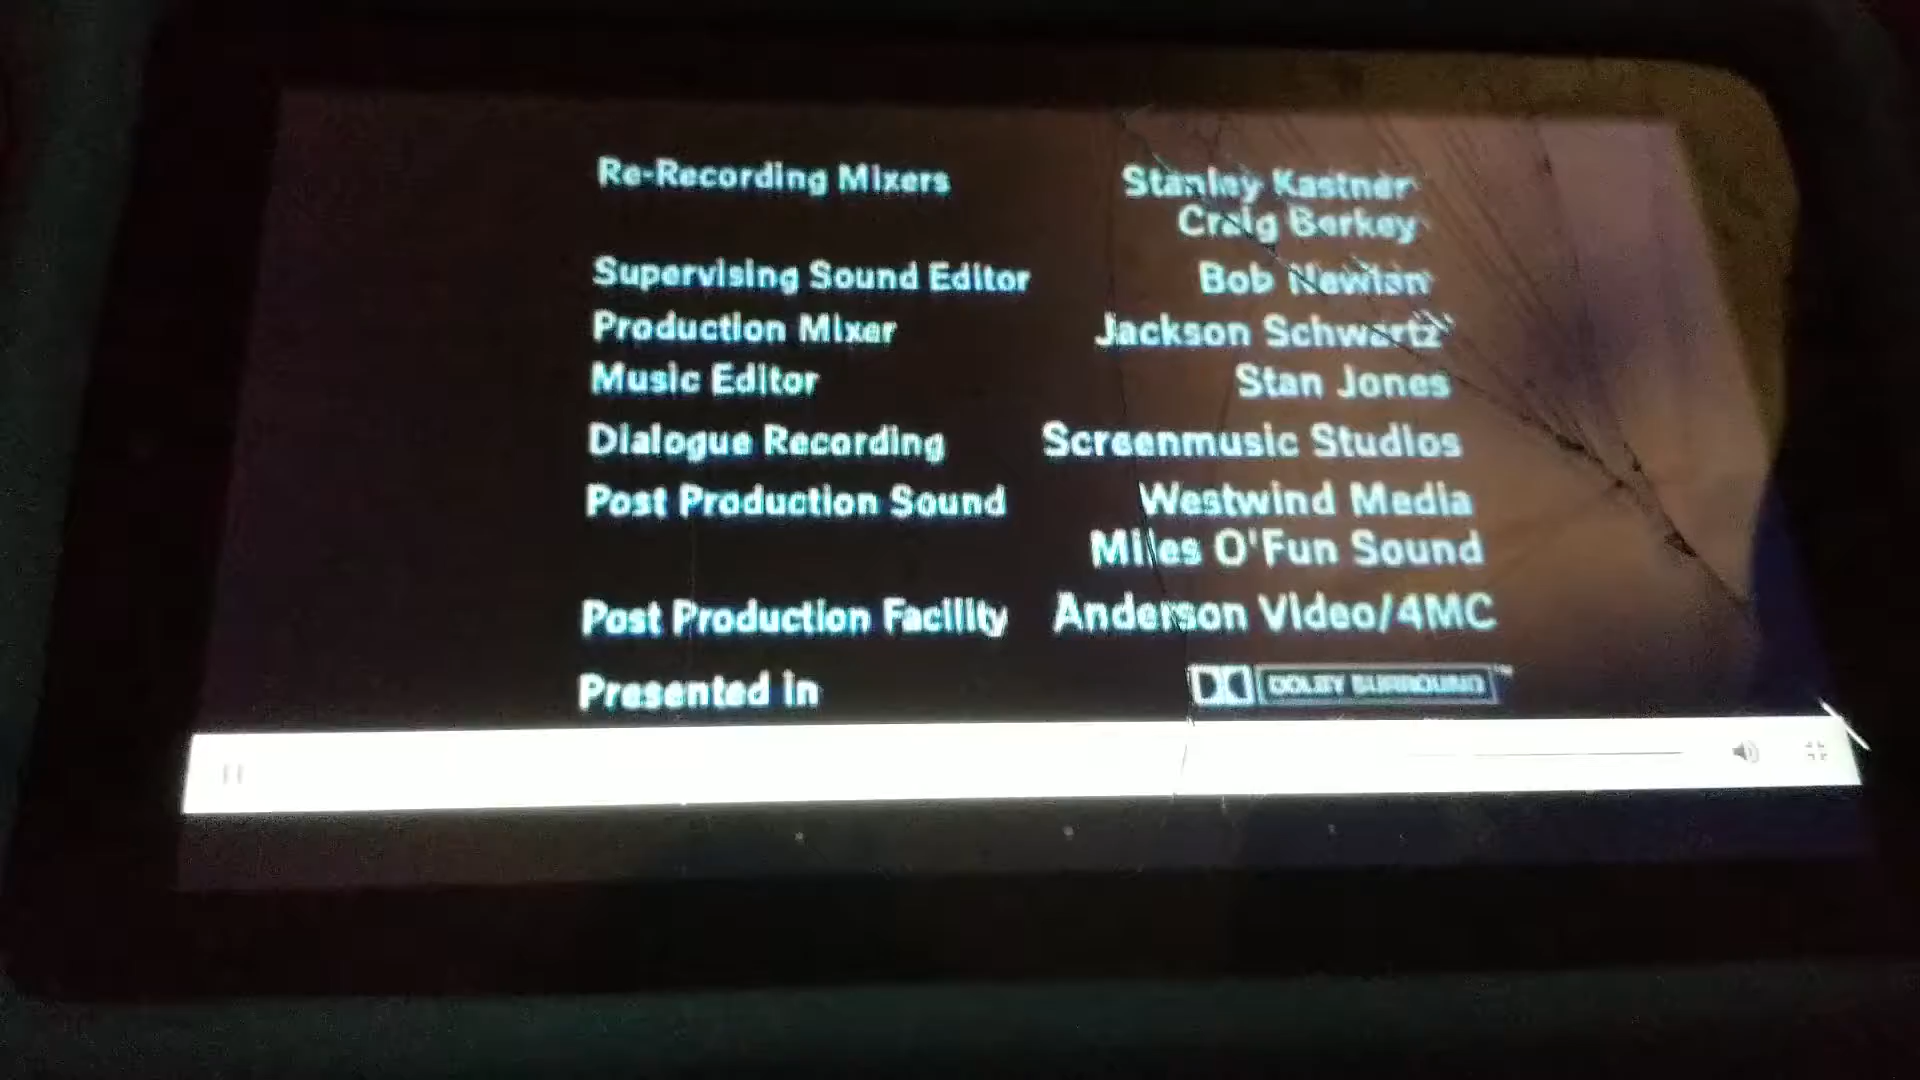 Re-Recording Mixers Stanley Kastner
Craig Berkey
Supervising Sound Editor Bob Newlan
Production Mixer Jackson Schwartz
Music Editor Stan Jones
Dialogue Recording Screenmusic Studios
Post Production Sound Westwind Media
Miles O'Fun Sound
Post Production Facility Anderson Video/4MC
Presented in DOLBY SURROUND™